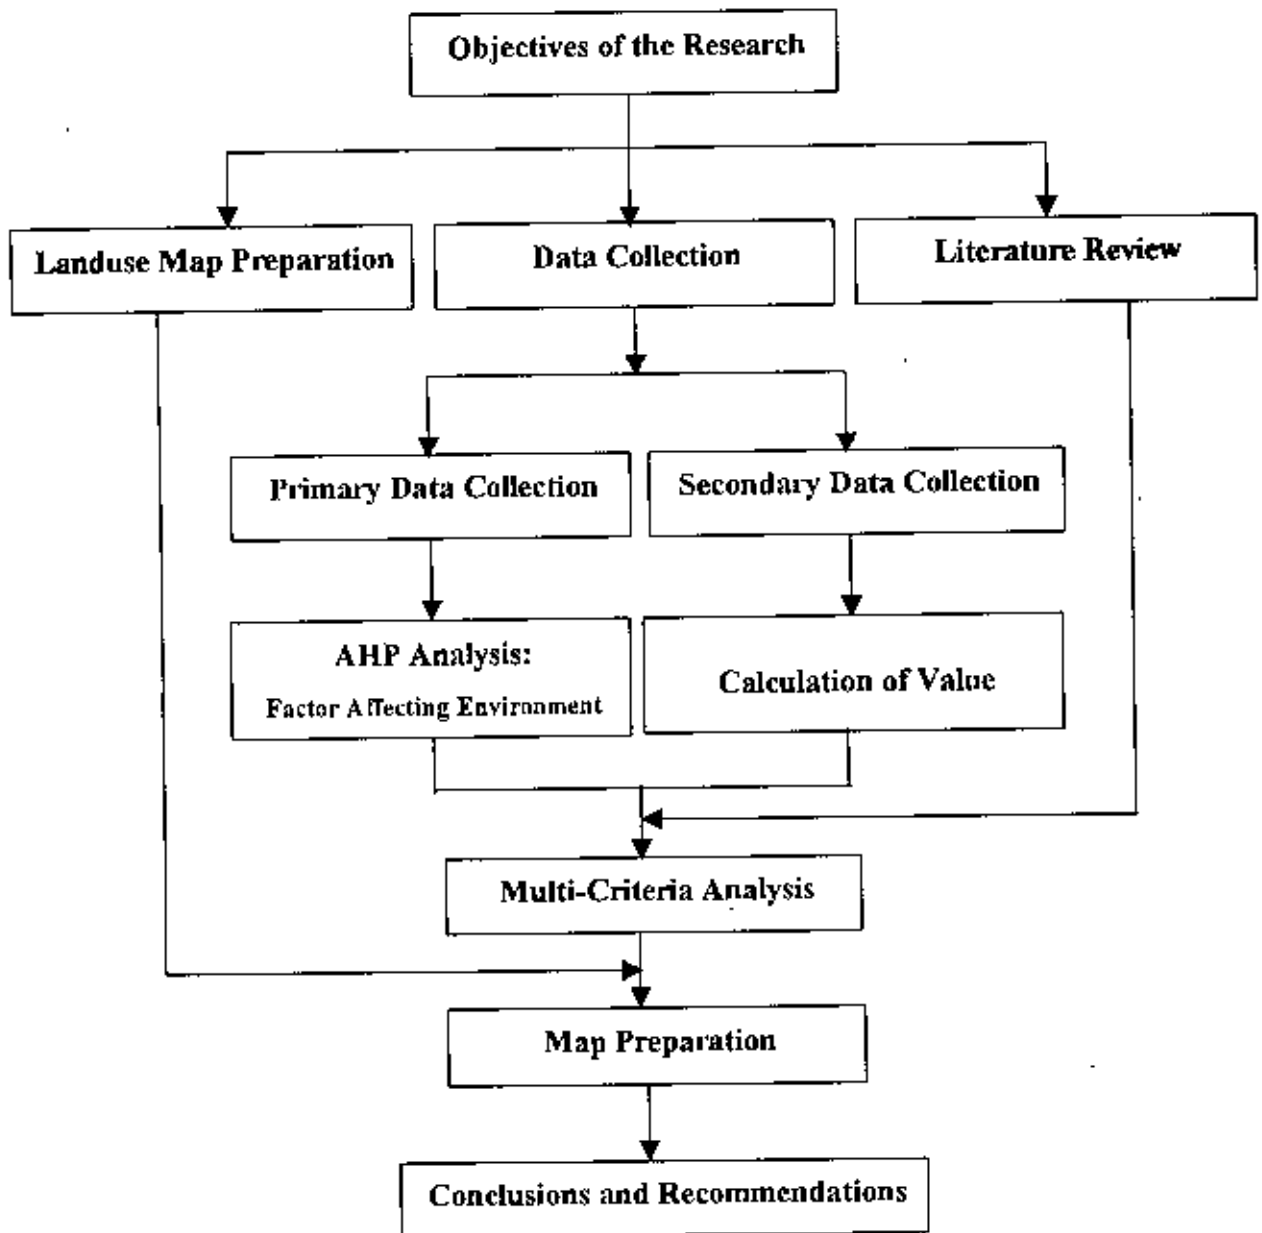 Objectives of the Research
Landuse Map Preparation
Data Collection
Literature Review
Primary Data Collection
Secondary Data Collection
AHP Analysis:
Factor Affecting Environment
Calculation of Value
Multi-Criteria Analysis
Map Preparation
Conclusions and Recommendations